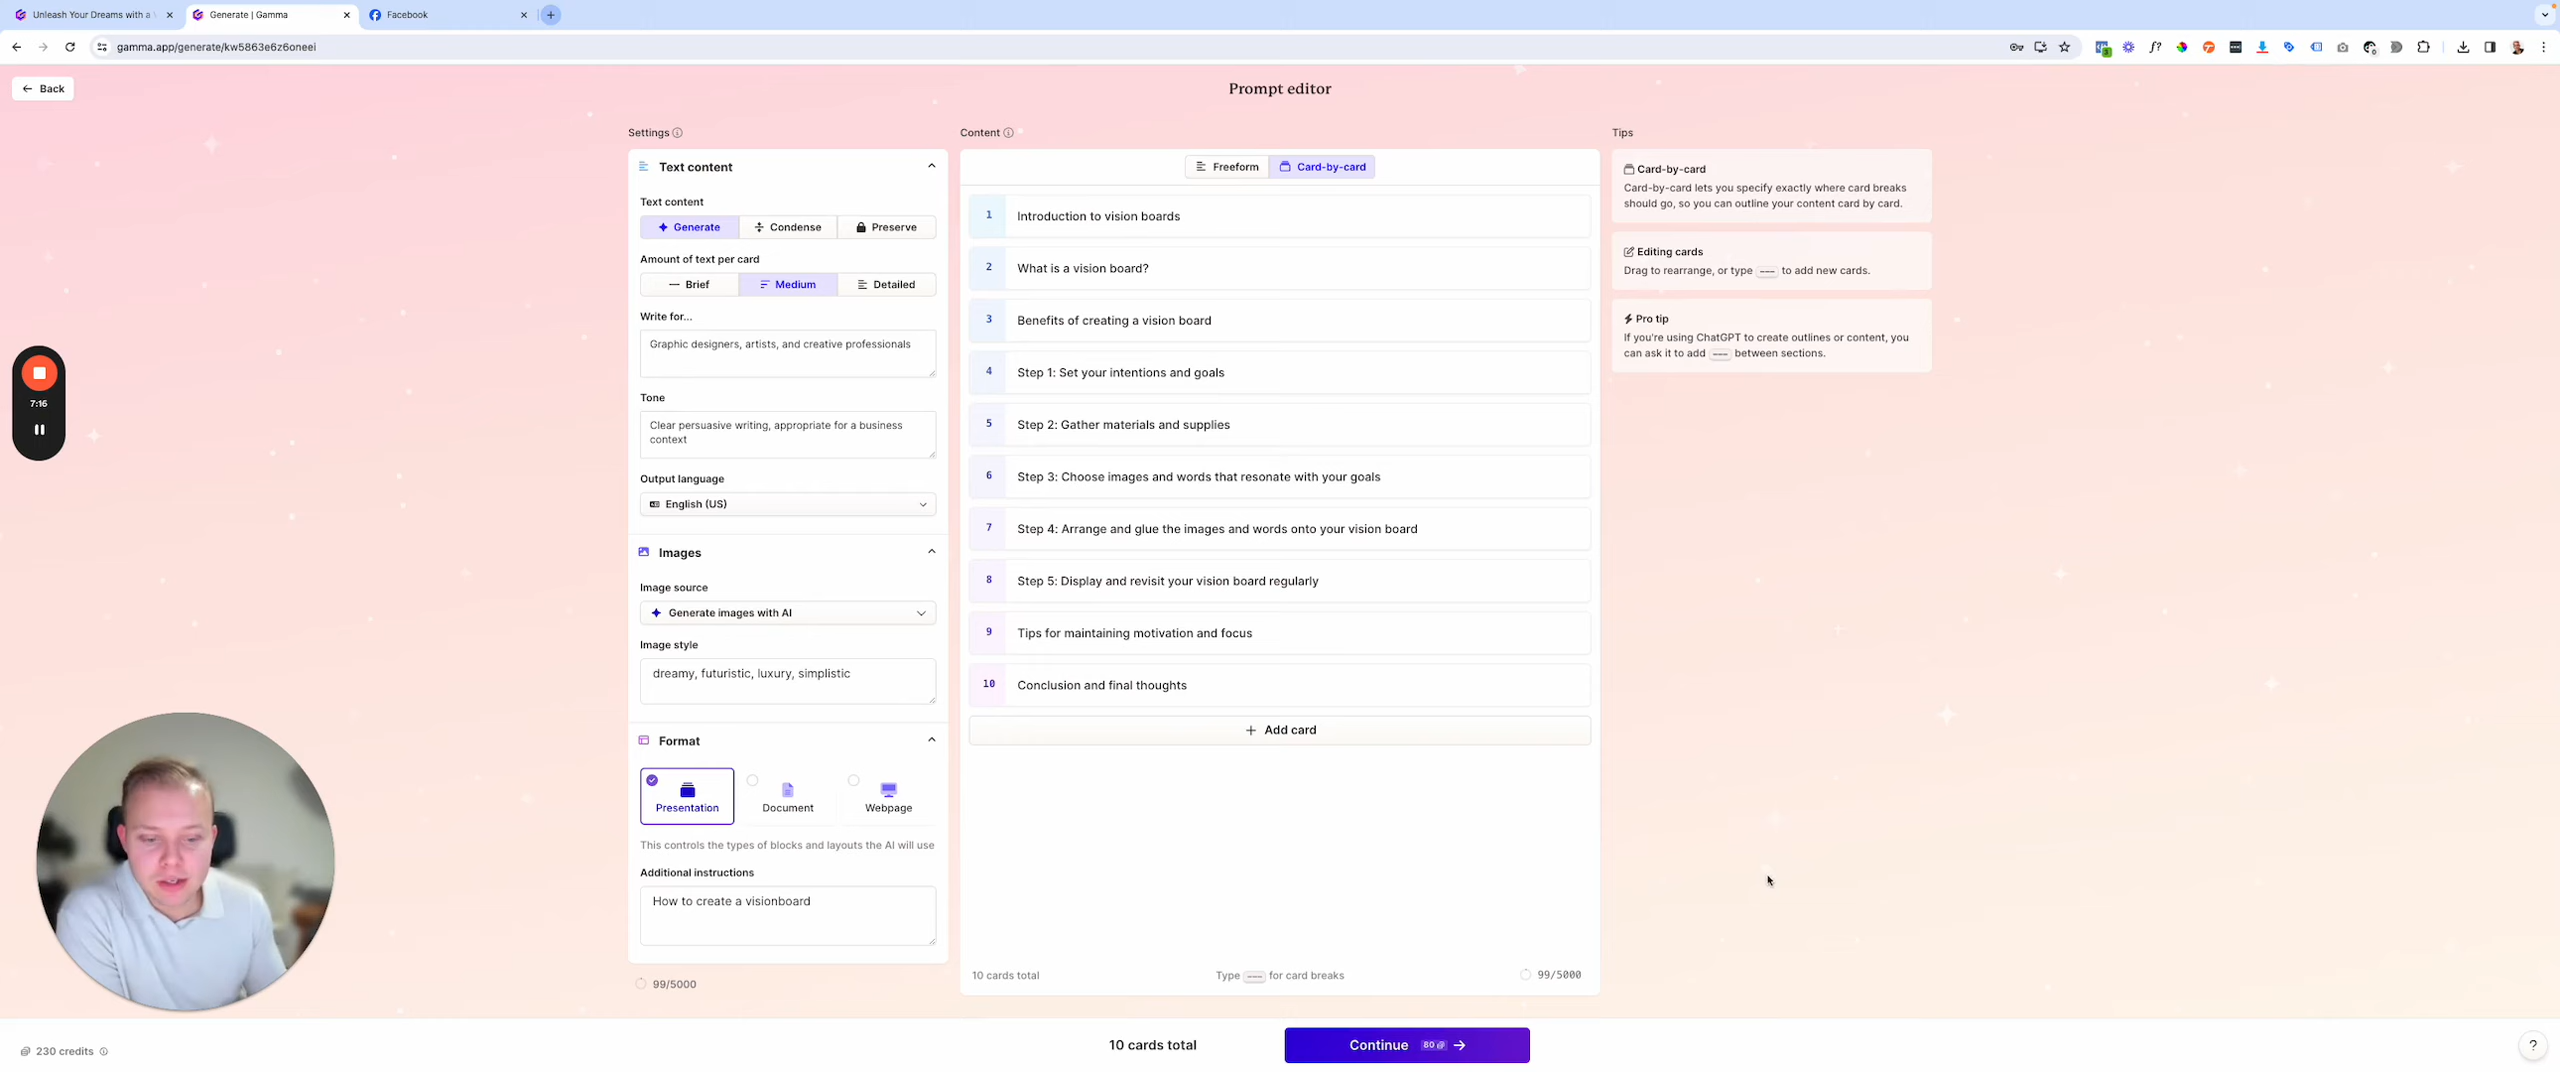 Unleash Your Dreams with a
Generate | Gamma
Facebook
gamma.app/generate/kw5863e6z6oneei
Back
Prompt editor
Settings
Content
Tips
Text content
Text content
Generate
Condense
Preserve
Amount of text per card
Brief
Medium
Detailed
Write for...
Graphic designers, artists, and creative professionals
Tone
Clear persuasive writing, appropriate for a business
context
Output language
English (US)
Images
Image source
Generate images with AI
Image style
dreamy, futuristic, luxury, simplistic
Format
Presentation
Document
Webpage
This controls the types of blocks and layouts the AI will use
Additional instructions
How to create a visionboard
99/5000
Freeform
Card-by-card
1 Introduction to vision boards
2 What is a vision board?
3 Benefits of creating a vision board
4 Step 1: Set your intentions and goals
5 Step 2: Gather materials and supplies
6 Step 3: Choose images and words that resonate with your goals
7 Step 4: Arrange and glue the images and words onto your vision board
8 Step 5: Display and revisit your vision board regularly
9 Tips for maintaining motivation and focus
10 Conclusion and final thoughts
+ Add card
10 cards total
Type --- for card breaks
99/5000
Card-by-card
Card-by-card lets you specify exactly where card breaks
should go, so you can outline your content card by card.
Editing cards
Drag to rearrange, or type --- to add new cards.
Pro tip
If you're using ChatGPT to create outlines or content, you
can ask it to add --- between sections.
7:16
230 credits
10 cards total
Continue 80
?